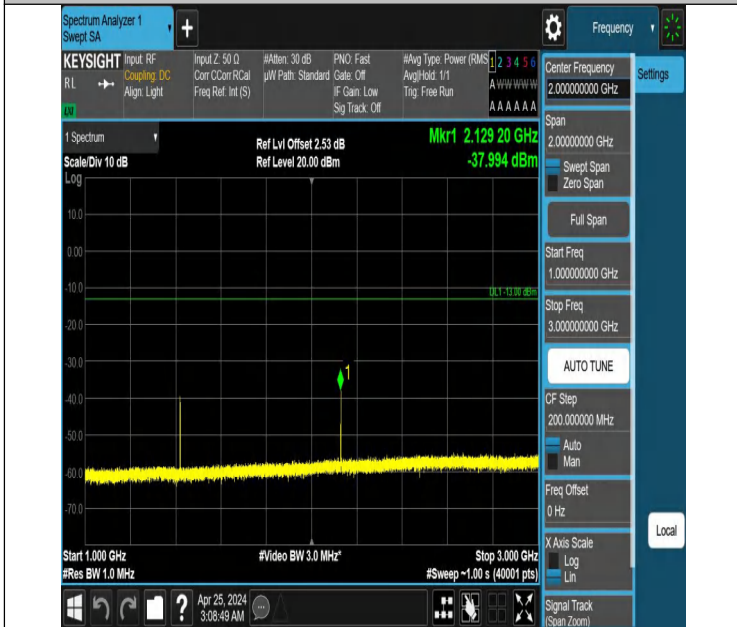 Spectrum Analyzer 1
Swept SA
+
Frequency
KEYSIGHT
RL
LXI
Input: RF
Coupling: DC
Align: Light
Input Z: 50 Ω
Corr CCorr RCal
Freq Ref: Int (S)
#Atten: 30 dB
µW Path: Standard
PNO: Fast
Gate: Off
IF Gain: Low
Sig Track: Off
#Avg Type: Power (RMS
Avg|Hold: 1/1
Trig: Free Run
1 2 3 4 5 6
A W W W W W
A A A A A A
1 Spectrum
Scale/Div 10 dB
Ref Lvl Offset 2.53 dB
Ref Level 20.00 dBm
Mkr1 2.129 20 GHz
-37.994 dBm
Log
10.0
0.00
-10.0
DL1 -13.00 dBm
-20.0
-30.0
1
-40.0
-50.0
-60.0
-70.0
Start 1.000 GHz
#Res BW 1.0 MHz
#Video BW 3.0 MHz*
Stop 3.000 GHz
#Sweep ~1.00 s (40001 pts)
?
Apr 25, 2024
3:08:49 AM
Center Frequency
2.000000000 GHz
Settings
Span
2.00000000 GHz
Swept Span
Zero Span
Full Span
Start Freq
1.000000000 GHz
Stop Freq
3.000000000 GHz
AUTO TUNE
CF Step
200.000000 MHz
Auto
Man
Freq Offset
0 Hz
Local
X Axis Scale
Log
Lin
Signal Track
(Span Zoom)